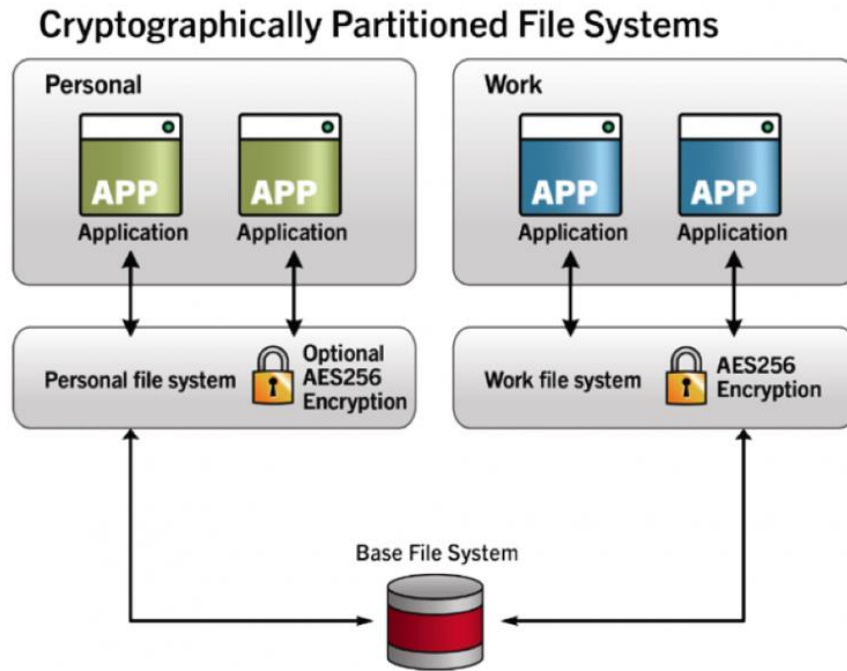 Cryptographically Partitioned File Systems
Personal
APP
APP
Application
Application
Work
APP
APP
Application
Application
Personal file system
Optional
AES256
Encryption
Work file system
AES256
Encryption
Base File System